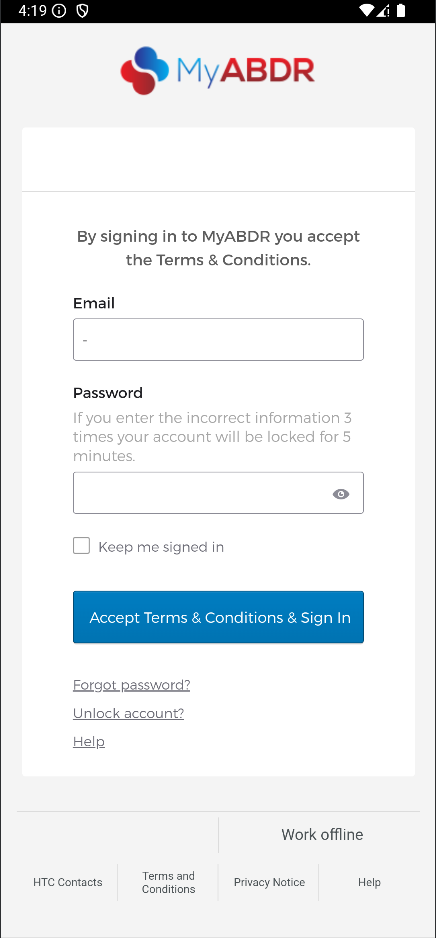 4:19
MyABDR
By signing in to MyABDR you accept
the Terms & Conditions.
Email
-
Password
If you enter the incorrect information 3
times your account will be locked for 5
minutes.
Keep me signed in
Accept Terms & Conditions & Sign In
Forgot password?
Unlock account?
Help
Work offline
HTC Contacts
Terms and
Conditions
Privacy Notice
Help